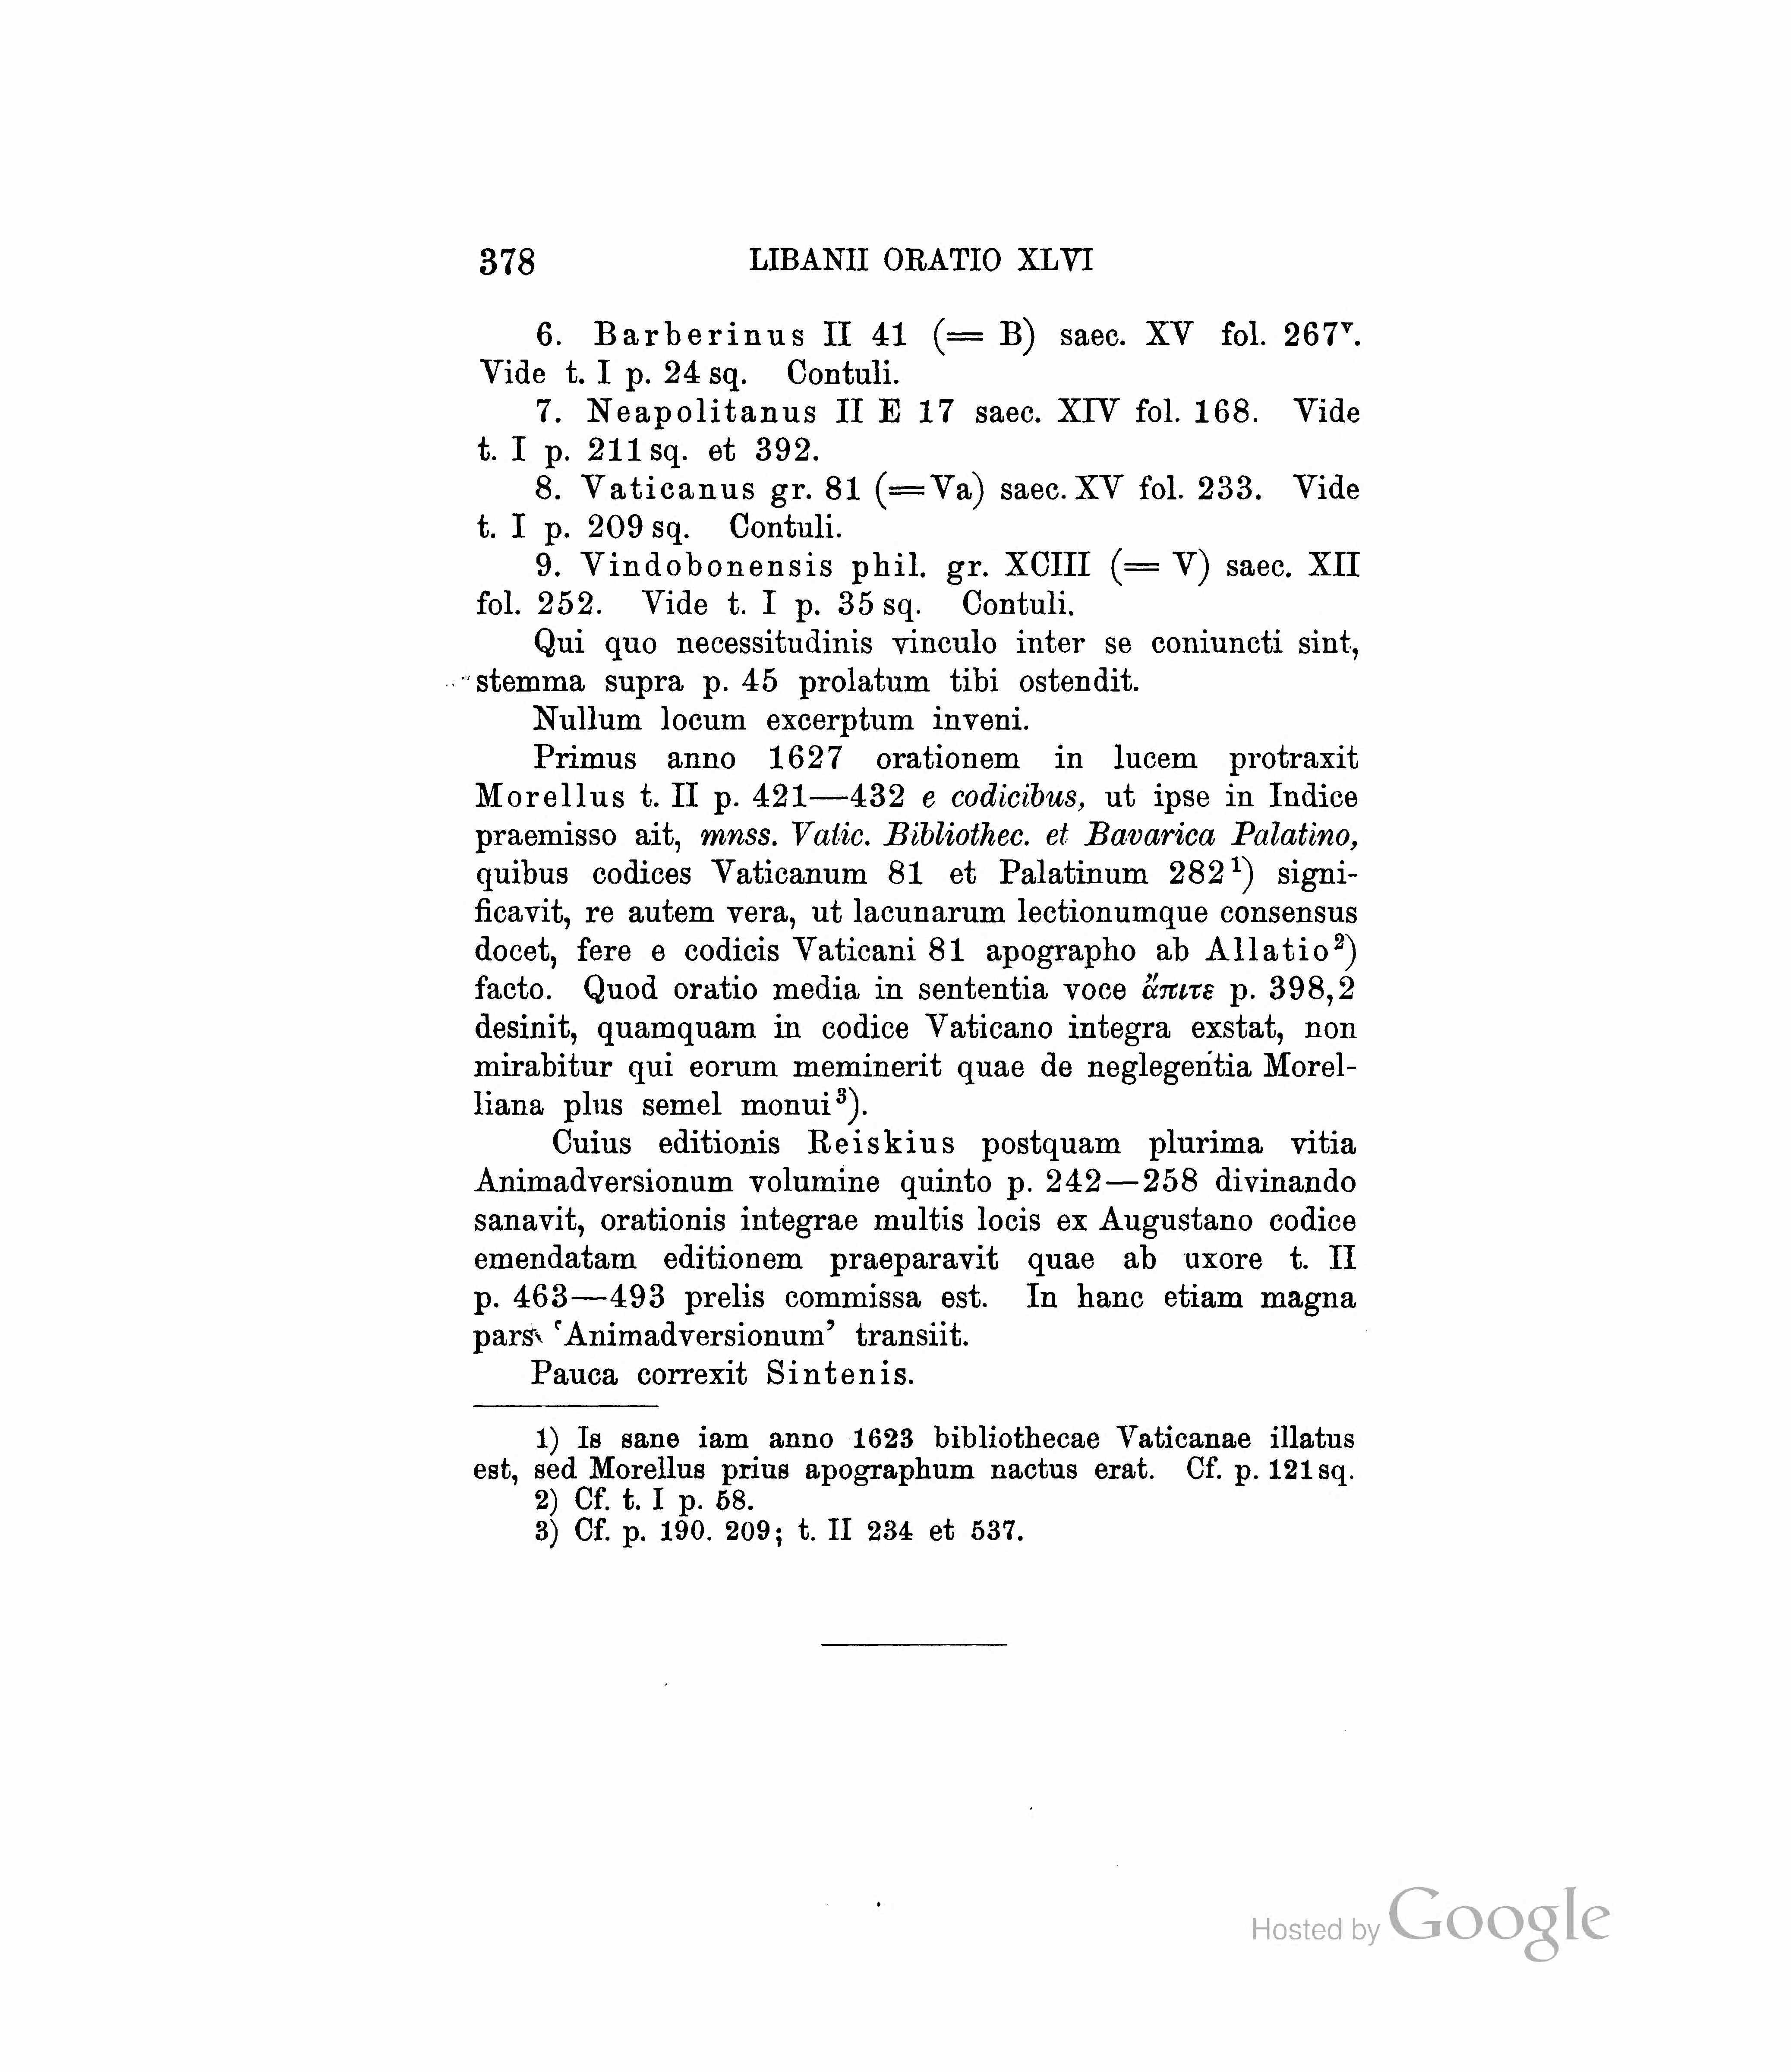 378 LIBANII ORATIO XLVI
6. Barberinus II 41 (= B) saec. XV fol. 267ᵛ.
Vide t. I p. 24 sq. Contuli.
7. Neapolitanus II E 17 saec. XIV fol. 168. Vide
t. I p. 211 sq. et 392.
8. Vaticanus gr. 81 (= Va) saec. XV fol. 233. Vide
t. I p. 209 sq. Contuli.
9. Vindobonensis phil. gr. XCIII (= V) saec. XII
fol. 252. Vide t. I p. 35 sq. Contuli.
Qui quo necessitudinis vinculo inter se coniuncti sint,
stemma supra p. 45 prolatum tibi ostendit.
Nullum locum excerptum inveni.
Primus anno 1627 orationem in lucem protraxit
Morellus t. II p. 421—432 e codicibus, ut ipse in Indice
praemisso ait, mnss. Vatic. Bibliothec. et Bavarica Palatino,
quibus codices Vaticanum 81 et Palatinum 282¹) signi-
ficavit, re autem vera, ut lacunarum lectionumque consensus
docet, fere e codicis Vaticani 81 apographo ab Allatio²)
facto. Quod oratio media in sententia voce ἄπιτε p. 398,2
desinit, quamquam in codice Vaticano integra exstat, non
mirabitur qui eorum meminerit quae de neglegentia Morel-
liana plus semel monui³).
Cuius editionis Reiskius postquam plurima vitia
Animadversionum volumine quinto p. 242—258 divinando
sanavit, orationis integrae multis locis ex Augustano codice
emendatam editionem praeparavit quae ab uxore t. II
p. 463—493 prelis commissa est. In hanc etiam magna
pars ‘Animadversionum’ transiit.
Pauca correxit Sintenis.
1) Is sane iam anno 1623 bibliothecae Vaticanae illatus
est, sed Morellus prius apographum nactus erat. Cf. p. 121 sq.
2) Cf. t. I p. 58.
3) Cf. p. 190. 209; t. II 234 et 537.
Hosted by Google